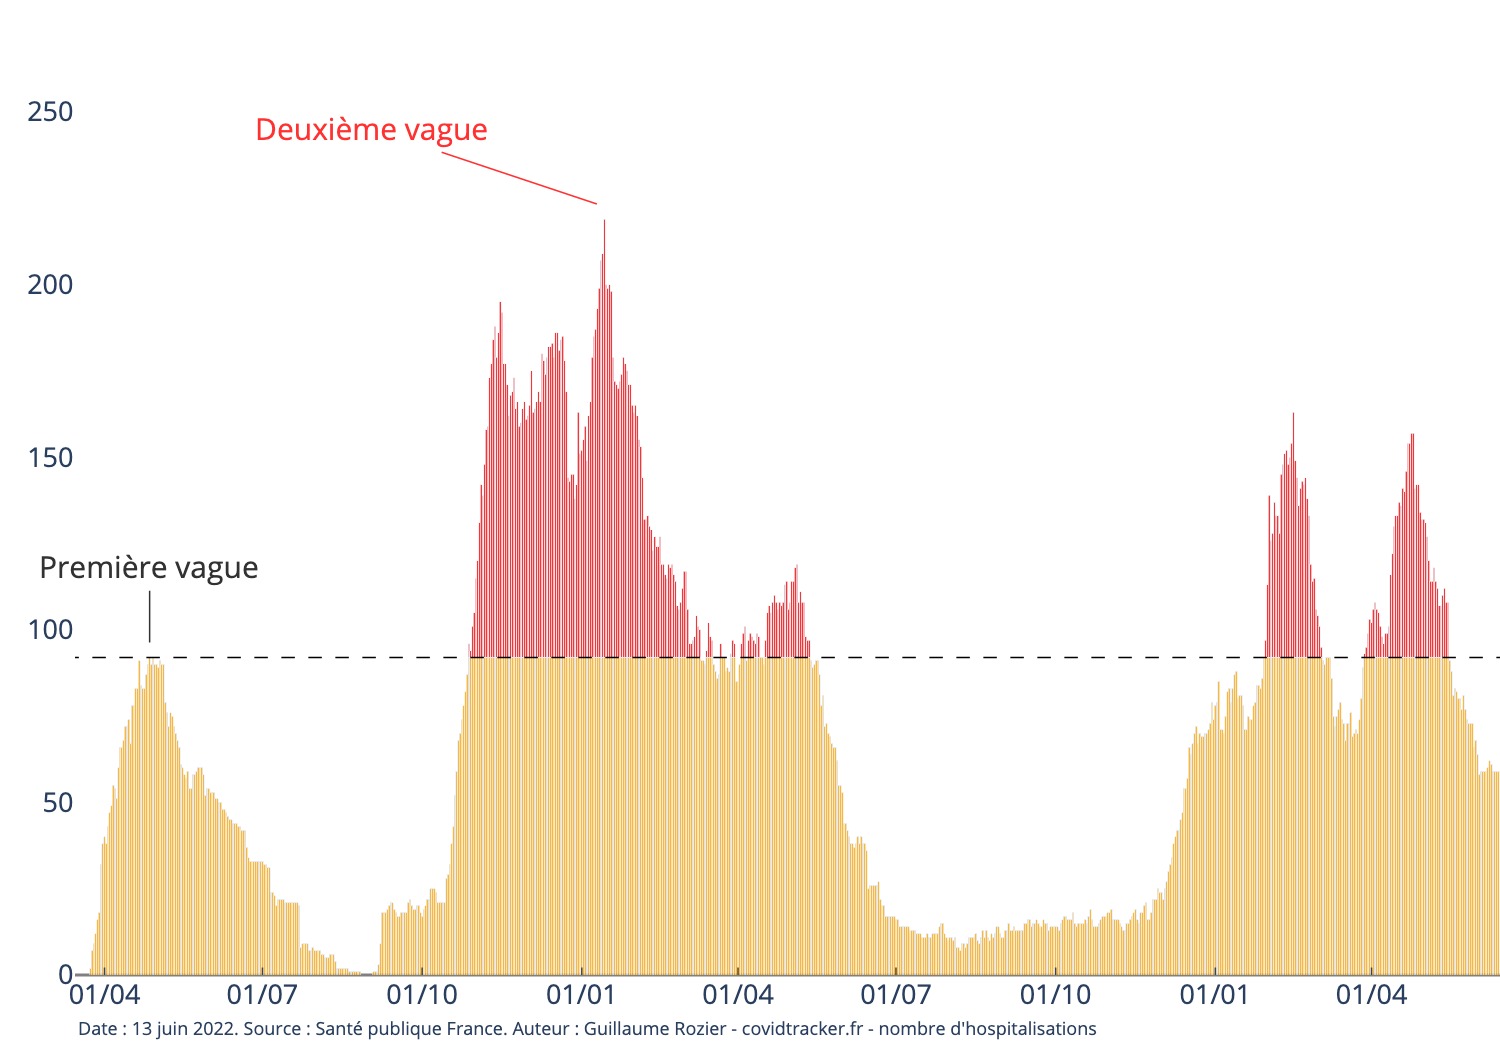 250
Deuxième vague
200
150
Première vague
100
50
0
01/04 01/07 01/10 01/01 01/04 01/07 01/10 01/01 01/04
Date : 13 juin 2022. Source : Santé publique France. Auteur : Guillaume Rozier - covidtracker.fr - nombre d'hospitalisations